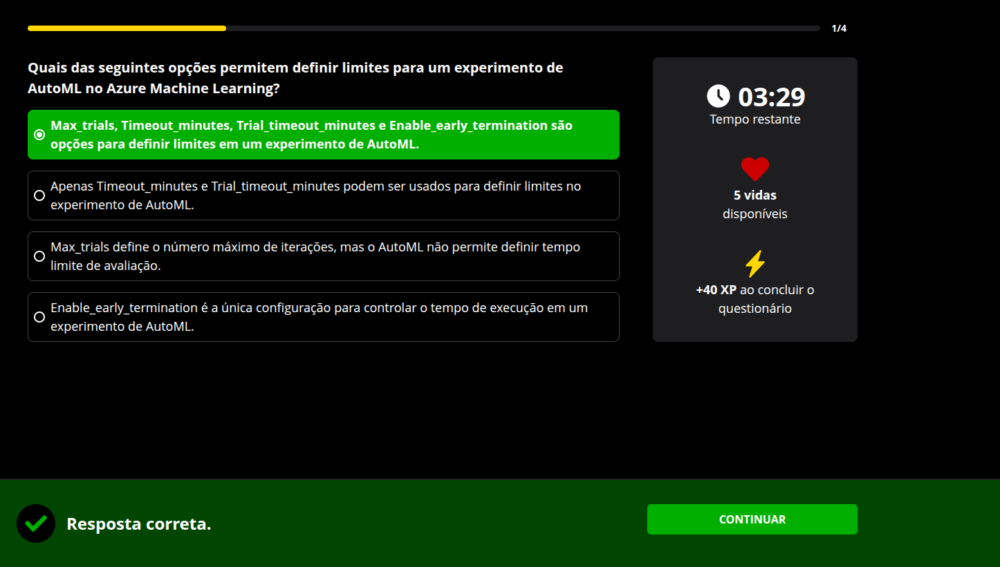 1/4
Quais das seguintes opções permitem definir limites para um experimento de
AutoML no Azure Machine Learning?
Max_trials, Timeout_minutes, Trial_timeout_minutes e Enable_early_termination são
opções para definir limites em um experimento de AutoML.
Apenas Timeout_minutes e Trial_timeout_minutes podem ser usados para definir limites no
experimento de AutoML.
Max_trials define o número máximo de iterações, mas o AutoML não permite definir tempo
limite de avaliação.
Enable_early_termination é a única configuração para controlar o tempo de execução em um
experimento de AutoML.
03:29
Tempo restante
5 vidas
disponíveis
+40 XP ao concluir o
questionário
Resposta correta.
CONTINUAR